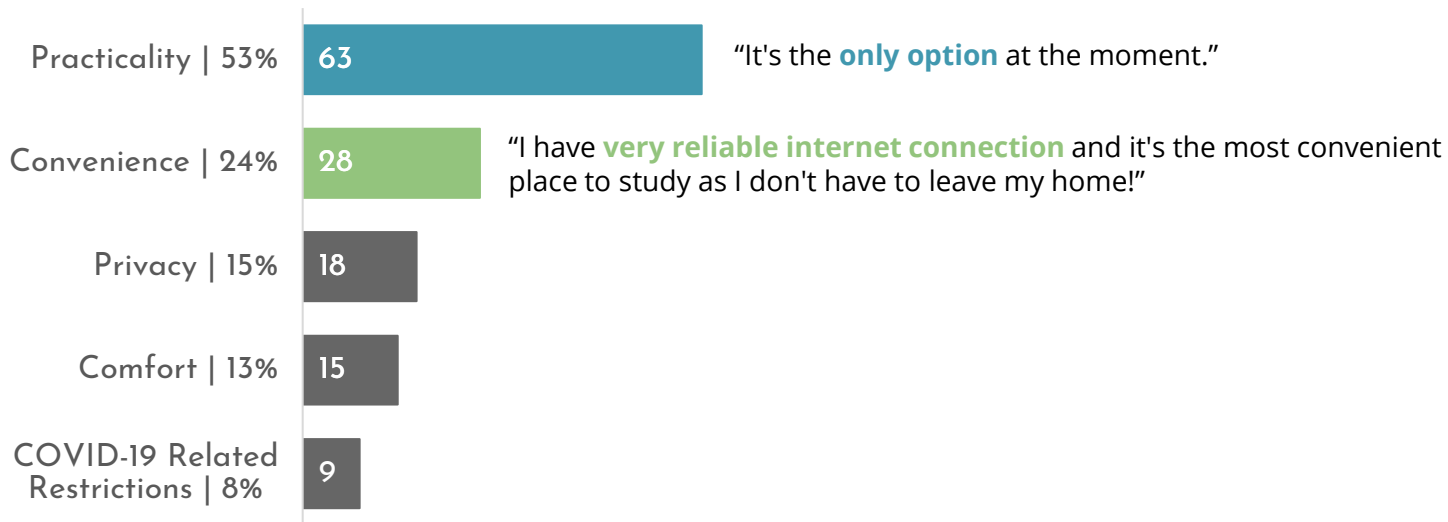 Practicality | 53%
63
“It's the only option at the moment.”
Convenience | 24%
28
“I have very reliable internet connection and it's the most convenient
place to study as I don't have to leave my home!”
Privacy | 15%
18
Comfort | 13%
15
COVID-19 Related
Restrictions | 8%
9